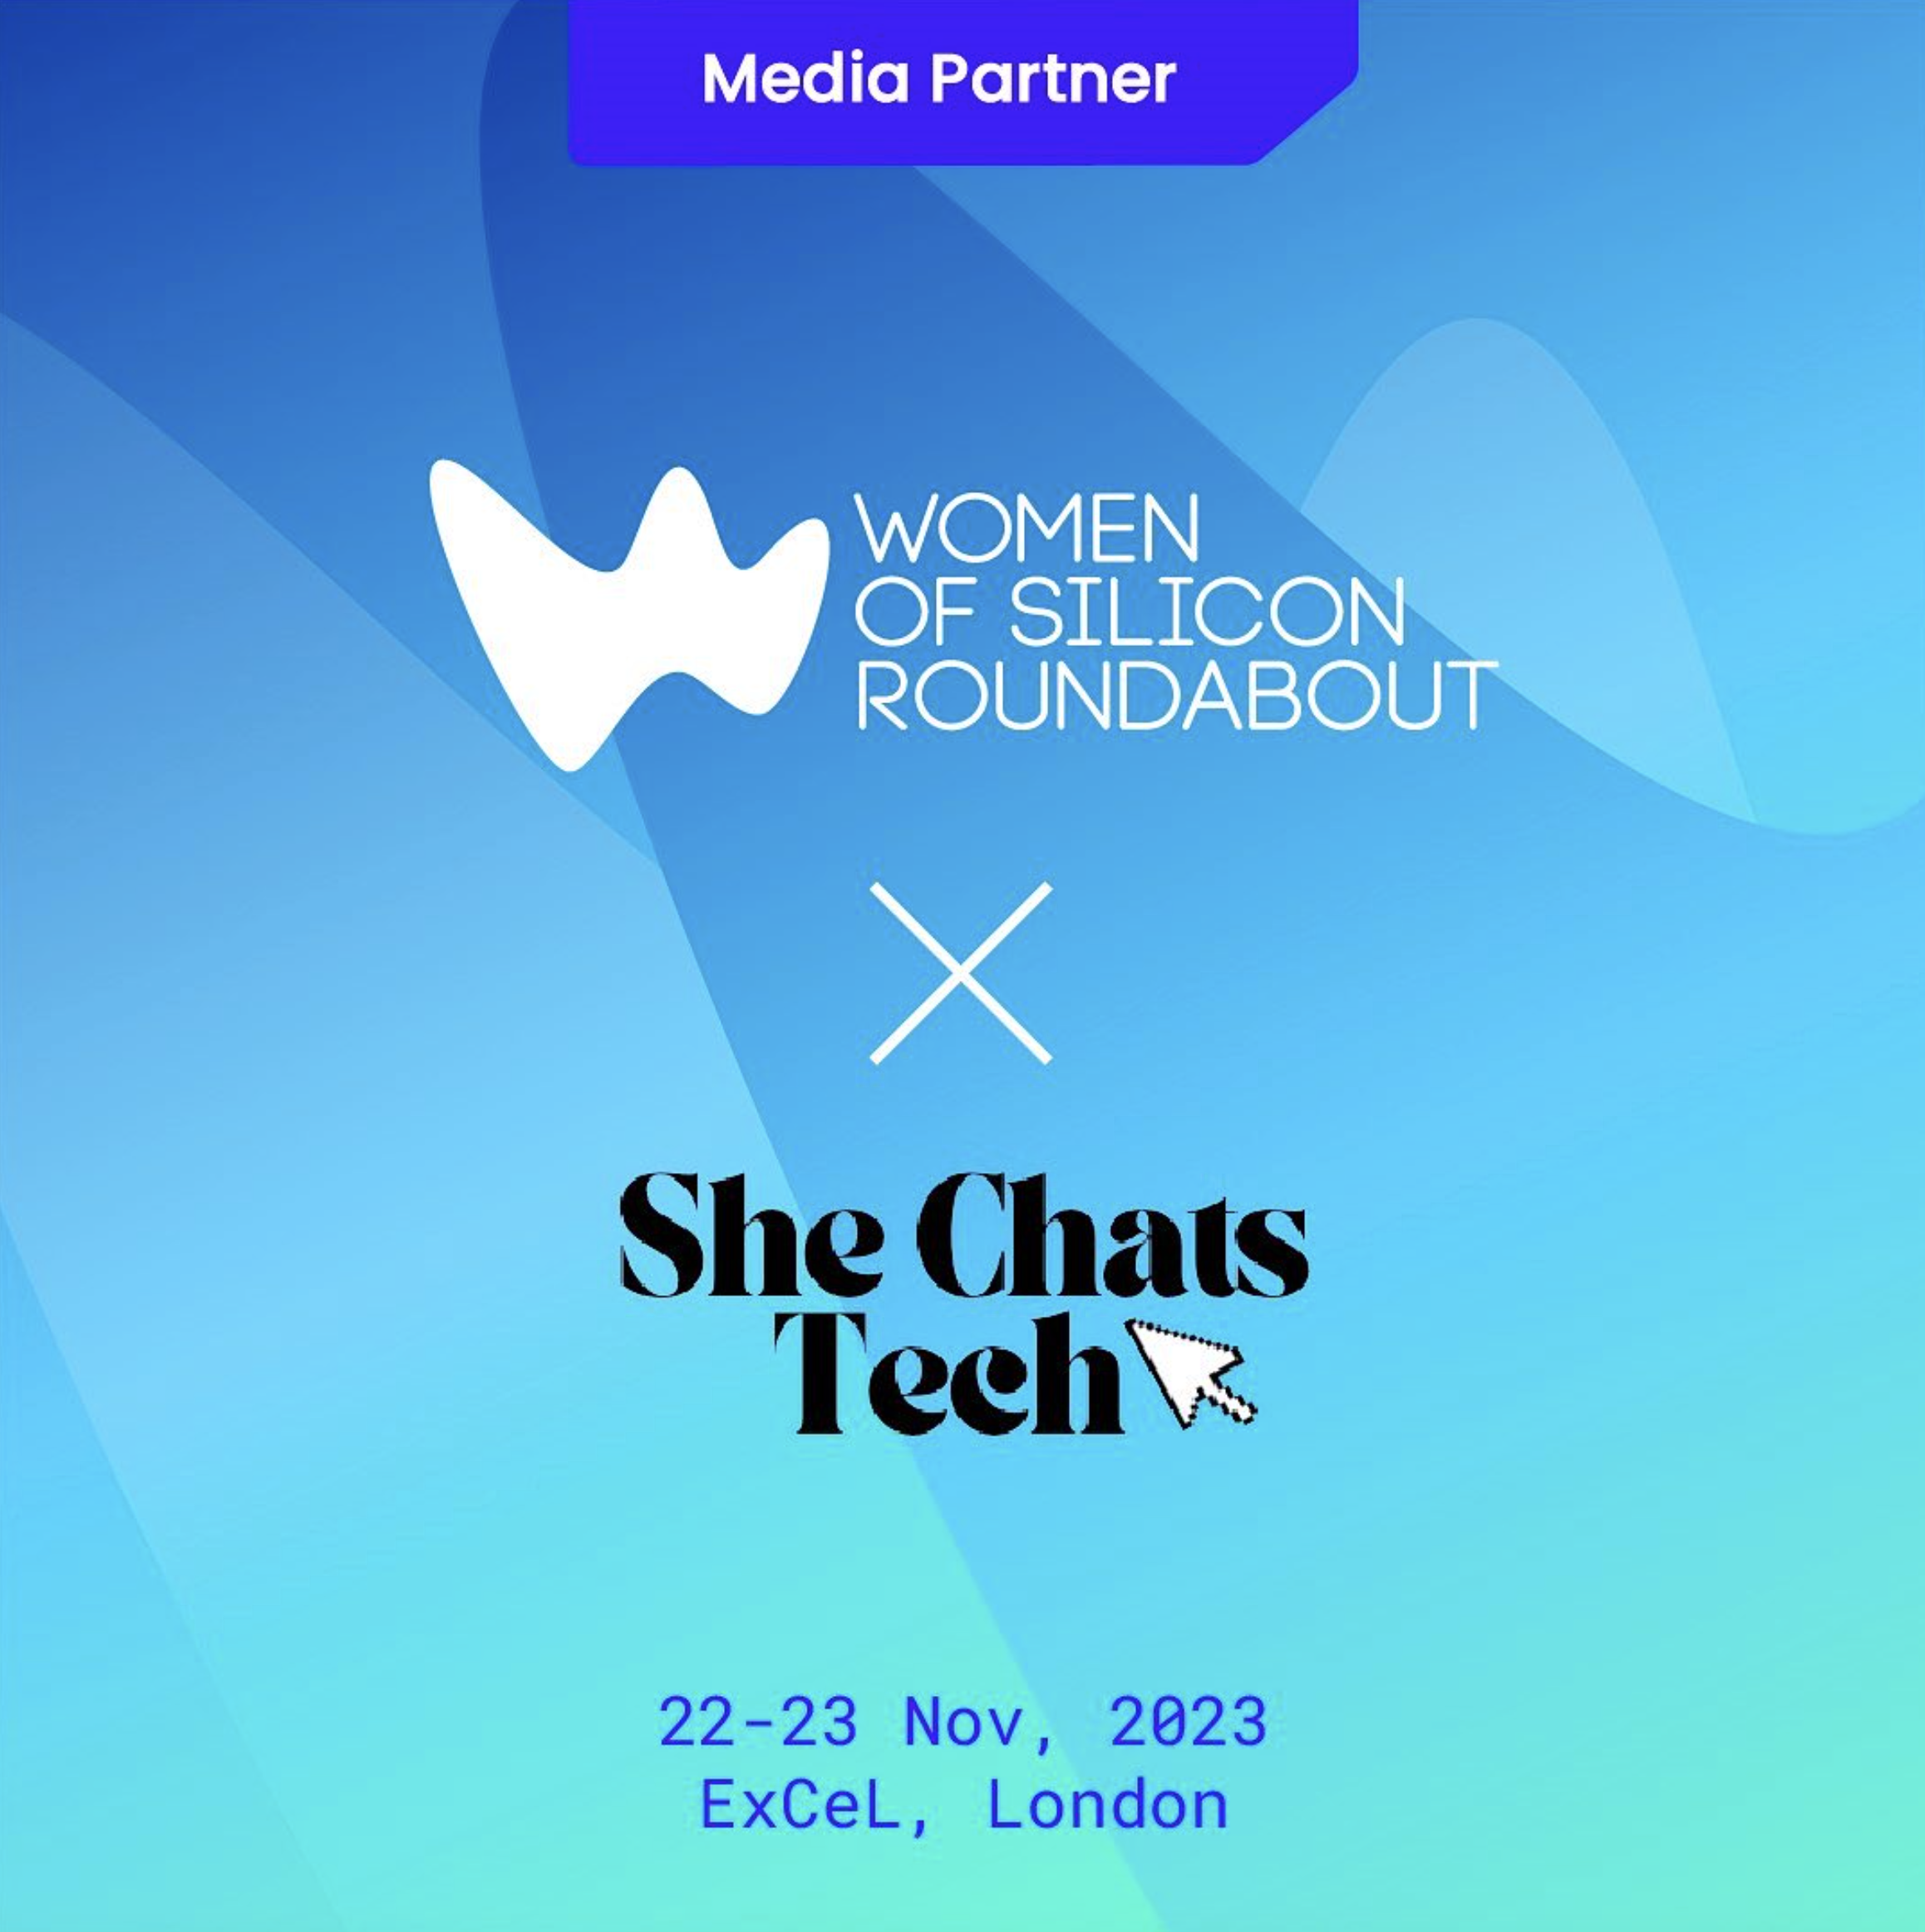 Media Partner
WOMEN
OF SILICON
ROUNDABOUT
She Chats
Tech
22-23 Nov, 2023
ExCeL, London